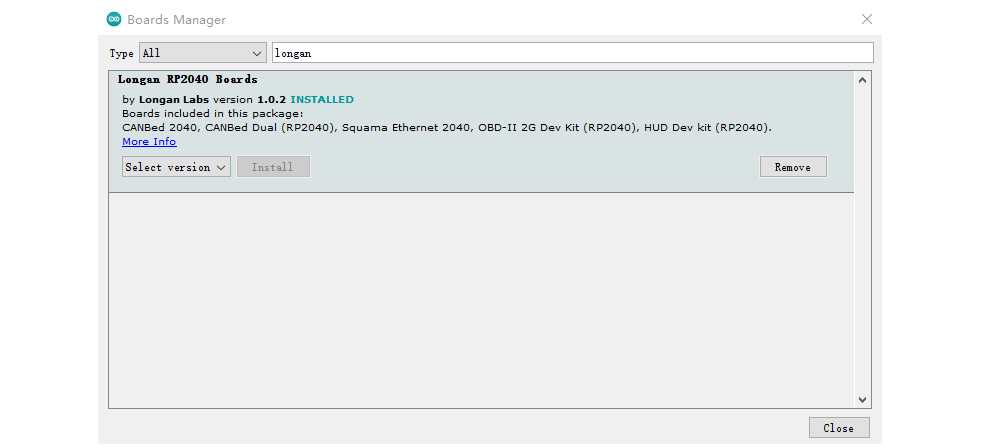 Boards Manager
Type All longan
Longan RP2040 Boards
by Longan Labs version 1.0.2 INSTALLED
Boards included in this package:
CANBed 2040, CANBed Dual (RP2040), Squama Ethernet 2040, OBD-II 2G Dev Kit (RP2040), HUD Dev kit (RP2040).
More Info
Select version Install Remove
Close